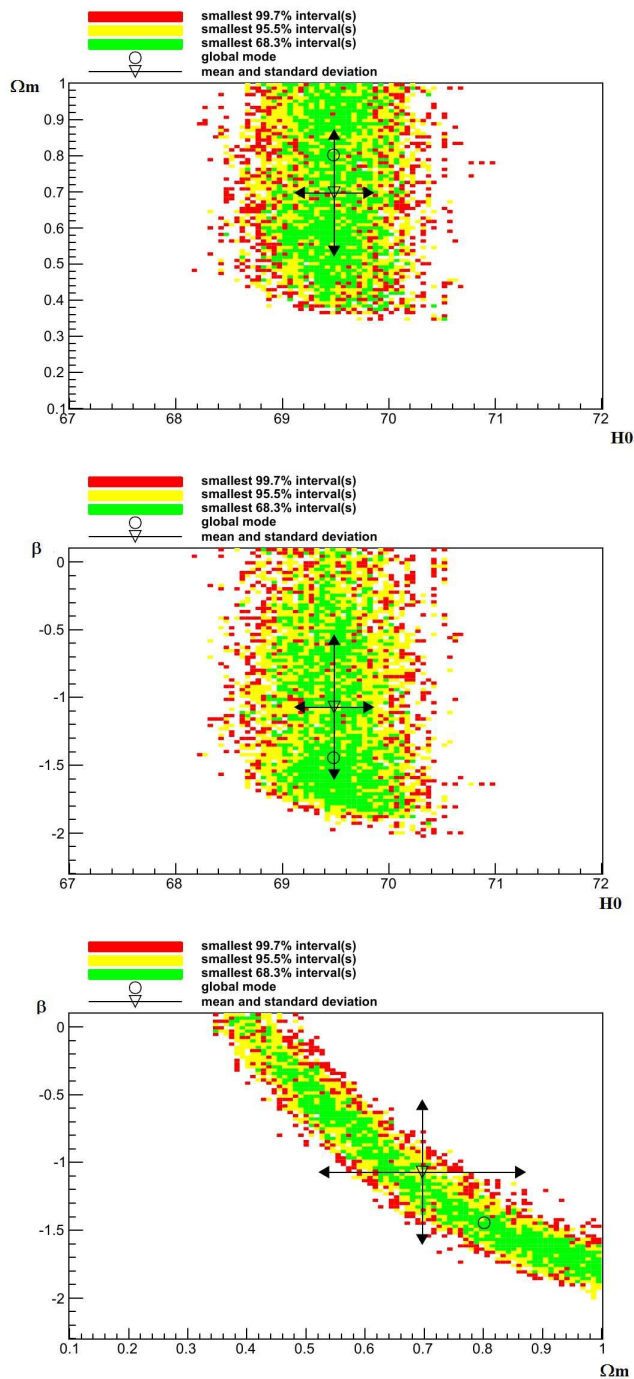 smallest 99.7% interval(s)
smallest 95.5% interval(s)
smallest 68.3% interval(s)
global mode
mean and standard deviation
Ωm
1
0.9
0.8
0.7
0.6
0.5
0.4
0.3
0.2
0.1
67 68 69 70 71 72
H0
smallest 99.7% interval(s)
smallest 95.5% interval(s)
smallest 68.3% interval(s)
global mode
mean and standard deviation
β
0
-0.5
-1
-1.5
-2
67 68 69 70 71 72
H0
smallest 99.7% interval(s)
smallest 95.5% interval(s)
smallest 68.3% interval(s)
global mode
mean and standard deviation
β
0
-0.5
-1
-1.5
-2
0.1 0.2 0.3 0.4 0.5 0.6 0.7 0.8 0.9 1
Ωm